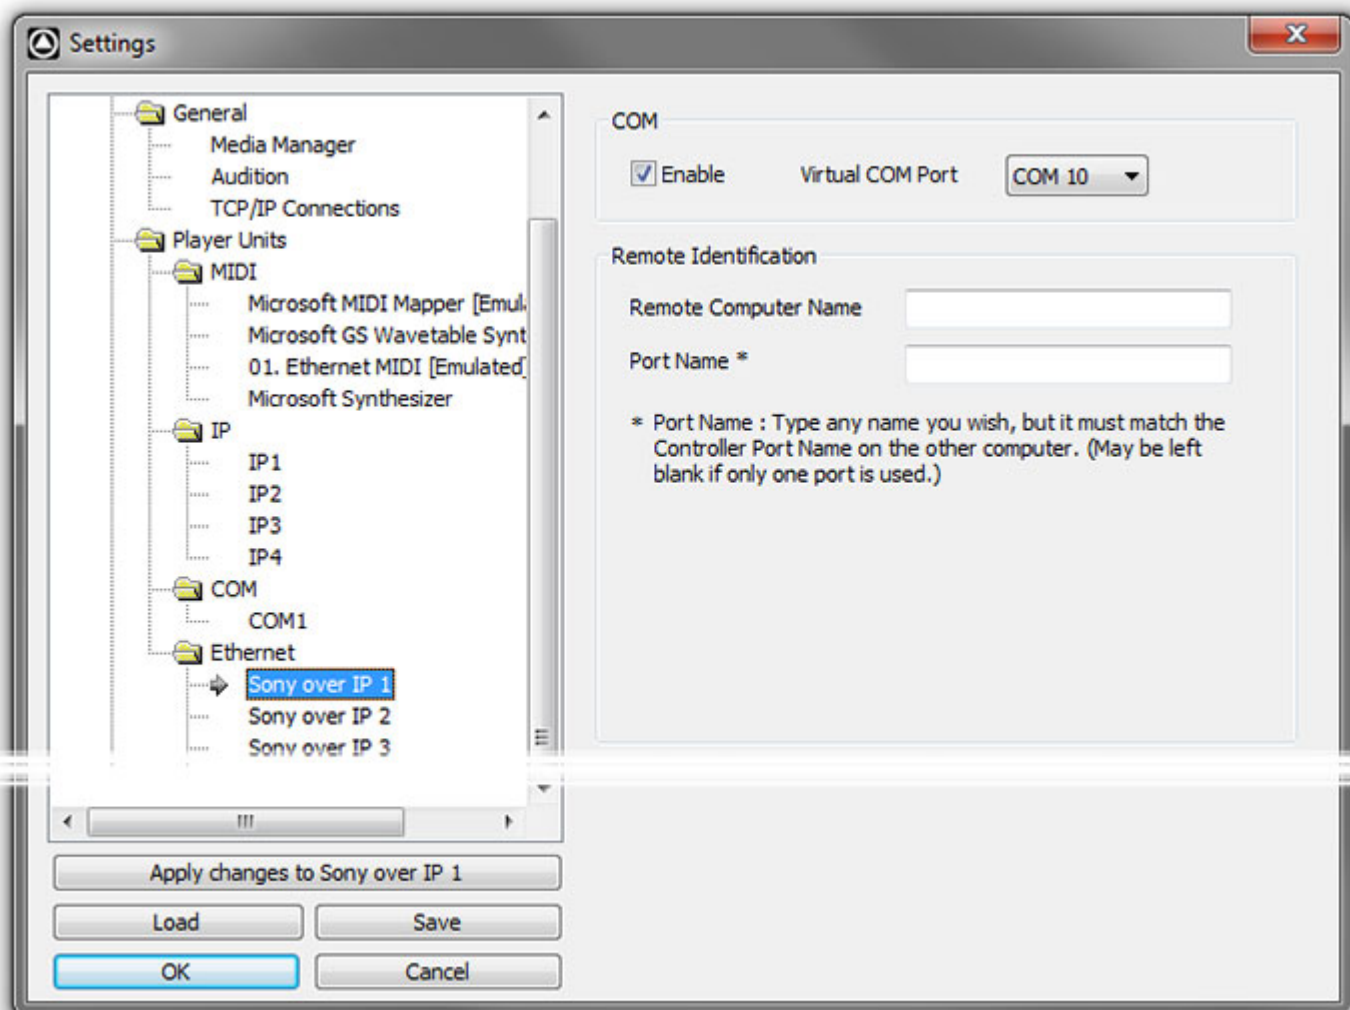 Settings
General
Media Manager
Audition
TCP/IP Connections
Player Units
MIDI
Microsoft MIDI Mapper [Emul
Microsoft GS Wavetable Synt
01. Ethernet MIDI [Emulated]
Microsoft Synthesizer
IP
IP1
IP2
IP3
IP4
COM
COM1
Ethernet
Sony over IP 1
Sony over IP 2
Sony over IP 3
Apply changes to Sony over IP 1
Load Save
OK Cancel
COM
Enable Virtual COM Port COM 10
Remote Identification
Remote Computer Name
Port Name *
* Port Name : Type any name you wish, but it must match the
Controller Port Name on the other computer. (May be left
blank if only one port is used.)